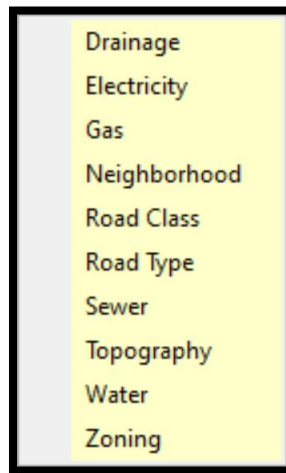 Drainage
Electricity
Gas
Neighborhood
Road Class
Road Type
Sewer
Topography
Water
Zoning